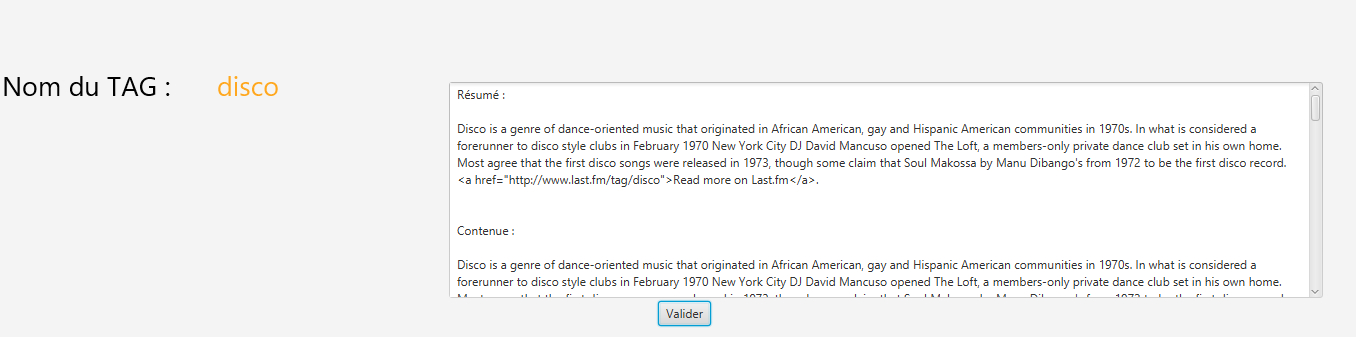 Nom du TAG : disco
Résumé :
Disco is a genre of dance-oriented music that originated in African American, gay and Hispanic American communities in 1970s. In what is considered a
forerunner to disco style clubs in February 1970 New York City DJ David Mancuso opened The Loft, a members-only private dance club set in his own home.
Most agree that the first disco songs were released in 1973, though some claim that Soul Makossa by Manu Dibango's from 1972 to be the first disco record.
<a href="http://www.last.fm/tag/disco">Read more on Last.fm</a>.
Contenue :
Disco is a genre of dance-oriented music that originated in African American, gay and Hispanic American communities in 1970s. In what is considered a
forerunner to disco style clubs in February 1970 New York City DJ David Mancuso opened The Loft, a members-only private dance club set in his own home.
Valider